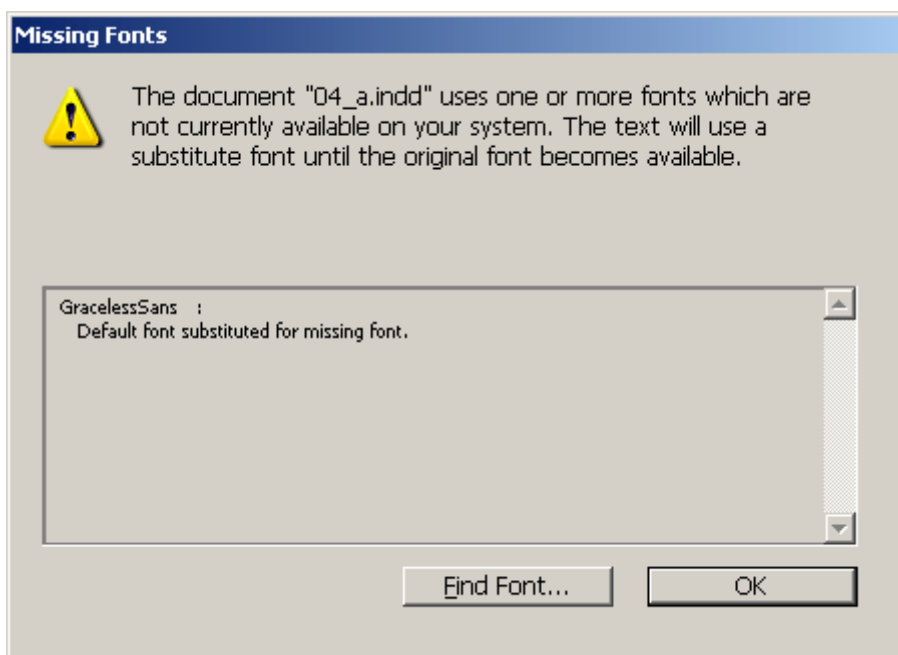 Missing Fonts
The document "04_a.indd" uses one or more fonts which are
not currently available on your system. The text will use a
substitute font until the original font becomes available.
GracelessSans :
Default font substituted for missing font.
Find Font... OK